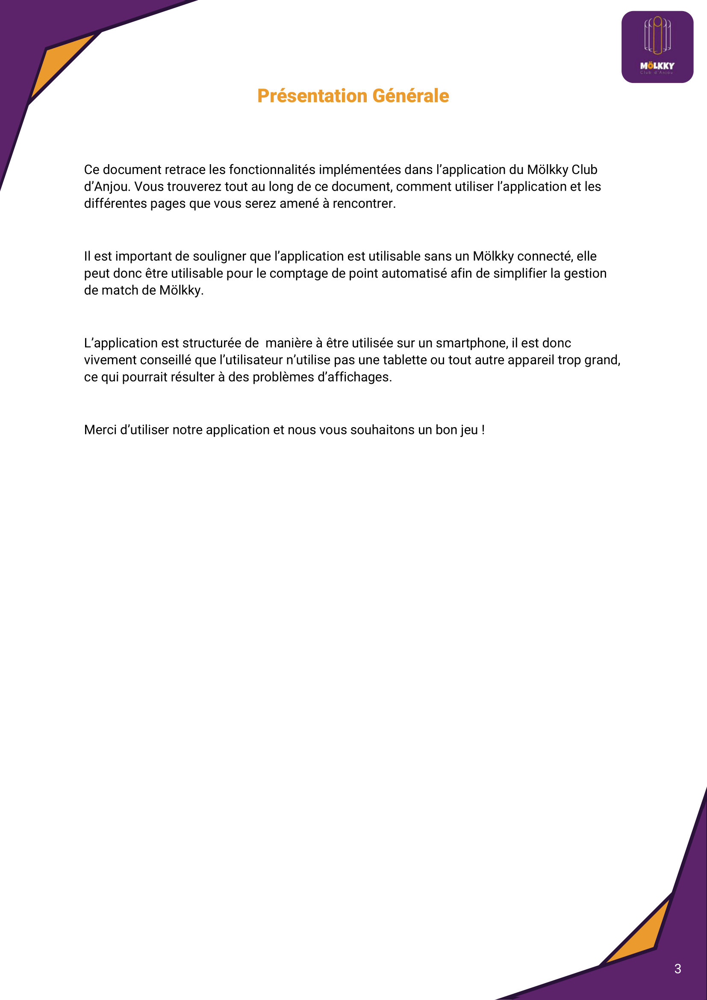 MÖLKKY
Club d'Anjou
Présentation Générale
Ce document retrace les fonctionnalités implémentées dans l’application du Mölkky Club
d’Anjou. Vous trouverez tout au long de ce document, comment utiliser l’application et les
différentes pages que vous serez amené à rencontrer.
Il est important de souligner que l’application est utilisable sans un Mölkky connecté, elle
peut donc être utilisable pour le comptage de point automatisé afin de simplifier la gestion
de match de Mölkky.
L’application est structurée de  manière à être utilisée sur un smartphone, il est donc
vivement conseillé que l’utilisateur n’utilise pas une tablette ou tout autre appareil trop grand,
ce qui pourrait résulter à des problèmes d’affichages.
Merci d’utiliser notre application et nous vous souhaitons un bon jeu !
3